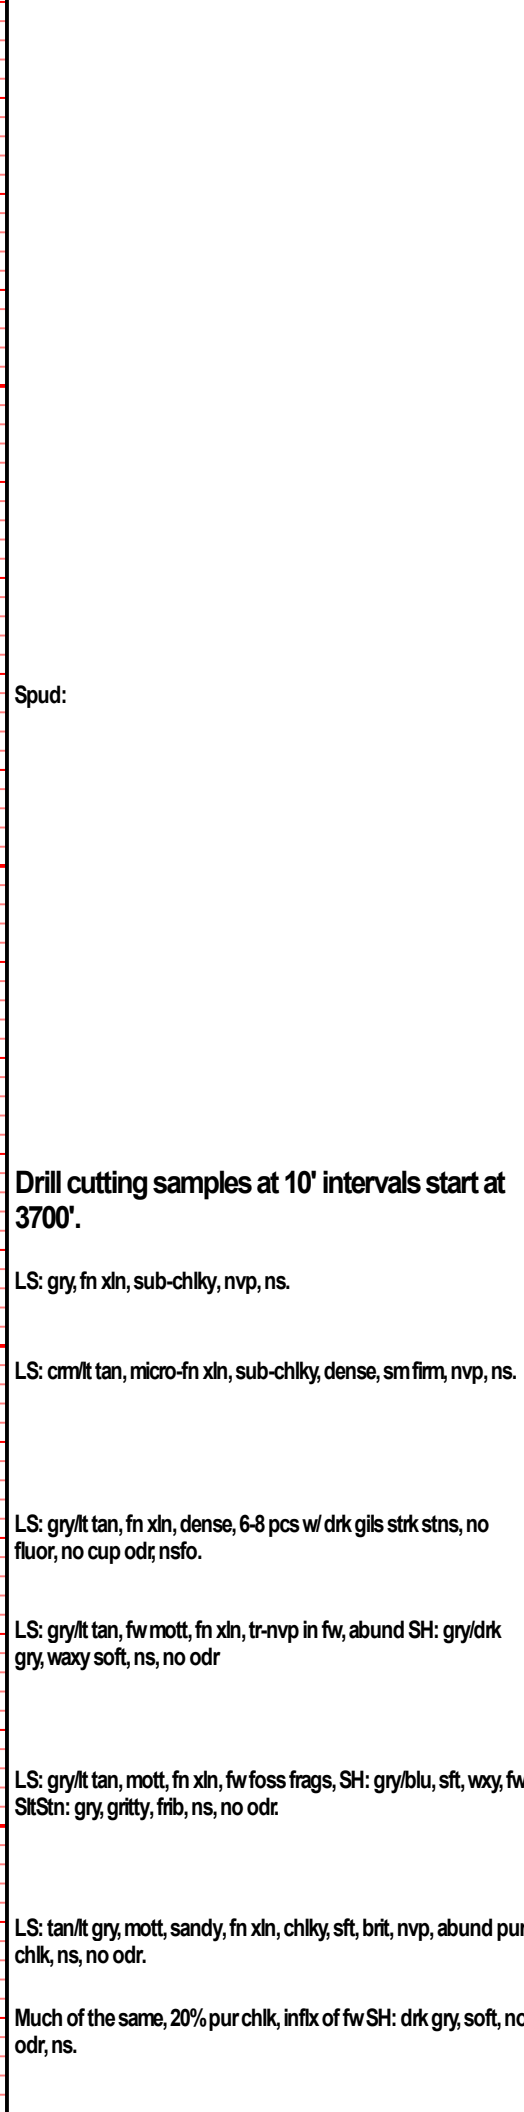 Spud:
Drill cutting samples at 10' intervals start at
3700'.
LS: gry, fn xln, sub-chlky, nvp, ns.
LS: crm/lt tan, micro-fn xln, sub-chlky, dense, sm firm, nvp, ns.
LS: gry/lt tan, fn xln, dense, 6-8 pcs w/ drk gils strk stns, no
fluor, no cup odr, nsfo.
LS: gry/lt tan, fw mott, fn xln, tr-nvp in fw, abund SH: gry/drk
gry, waxy soft, ns, no odr
LS: gry/lt tan, mott, fn xln, fw foss frags, SH: gry/blu, sft, wxy, fw
SltStn: gry, gritty, frib, ns, no odr.
LS: tan/lt gry, mott, sandy, fn xln, chlky, sft, brit, nvp, abund pur
chlk, ns, no odr.
Much of the same, 20% pur chlk, inflx of fw SH: drk gry, soft, no
odr, ns.